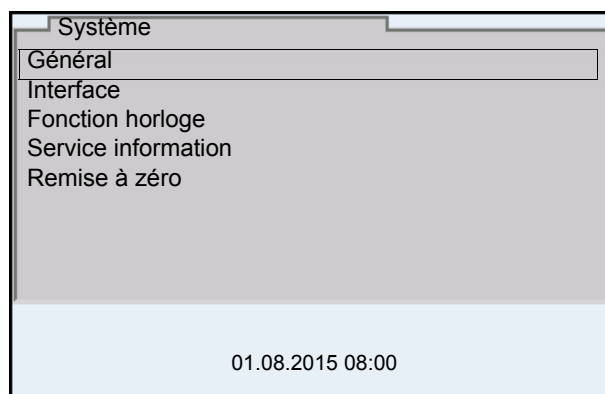 Système
Général
Interface
Fonction horloge
Service information
Remise à zéro
01.08.2015 08:00